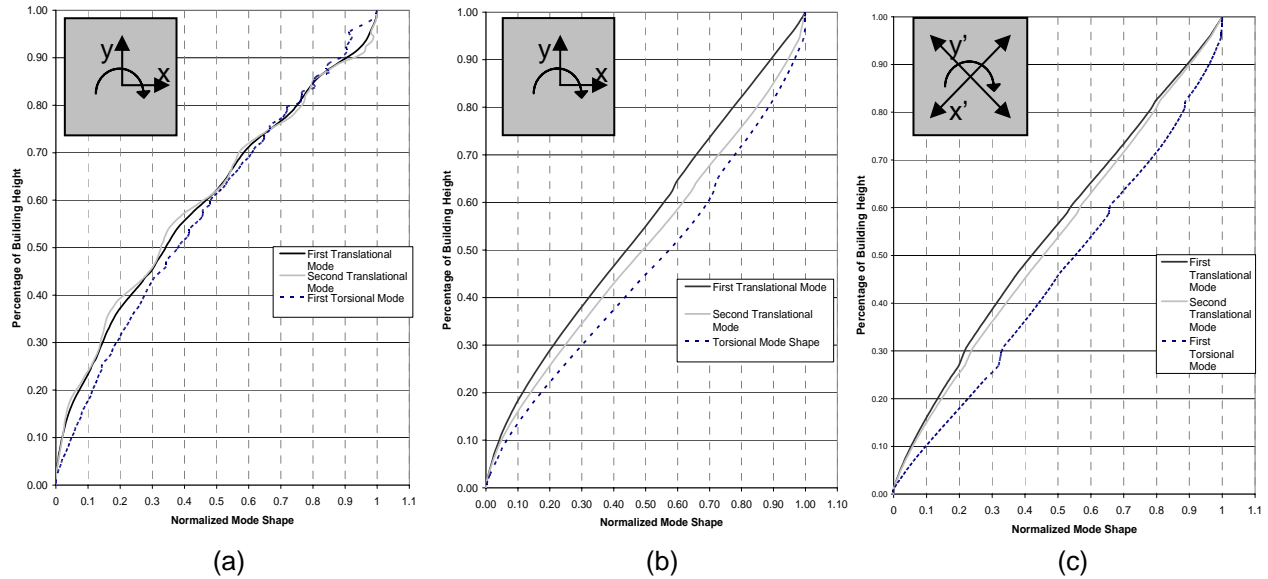 y
x
1.00
0.90
0.80
0.70
0.60
0.50
0.40
0.30
0.20
0.10
0.00
Percentage of Building Height
First Translational
Mode
Second Translational
Mode
First Torsional Mode
0 0.1 0.2 0.3 0.4 0.5 0.6 0.7 0.8 0.9 1 1.1
Normalized Mode Shape
(a)
y
x
1.00
0.90
0.80
0.70
0.60
0.50
0.40
0.30
0.20
0.10
0.00
Percentage of Building Height
First Translational Mode
Second Translational
Mode
Torsional Mode Shape
0.00 0.10 0.20 0.30 0.40 0.50 0.60 0.70 0.80 0.90 1.00 1.10
Normalized Mode Shape
(b)
y'
x'
1.00
0.90
0.80
0.70
0.60
0.50
0.40
0.30
0.20
0.10
0.00
Percentage of Building Height
First
Translational
Mode
Second
Translational
Mode
First
Torsional
Mode
0 0.1 0.2 0.3 0.4 0.5 0.6 0.7 0.8 0.9 1 1.1
Normalized Mode Shape
(c)